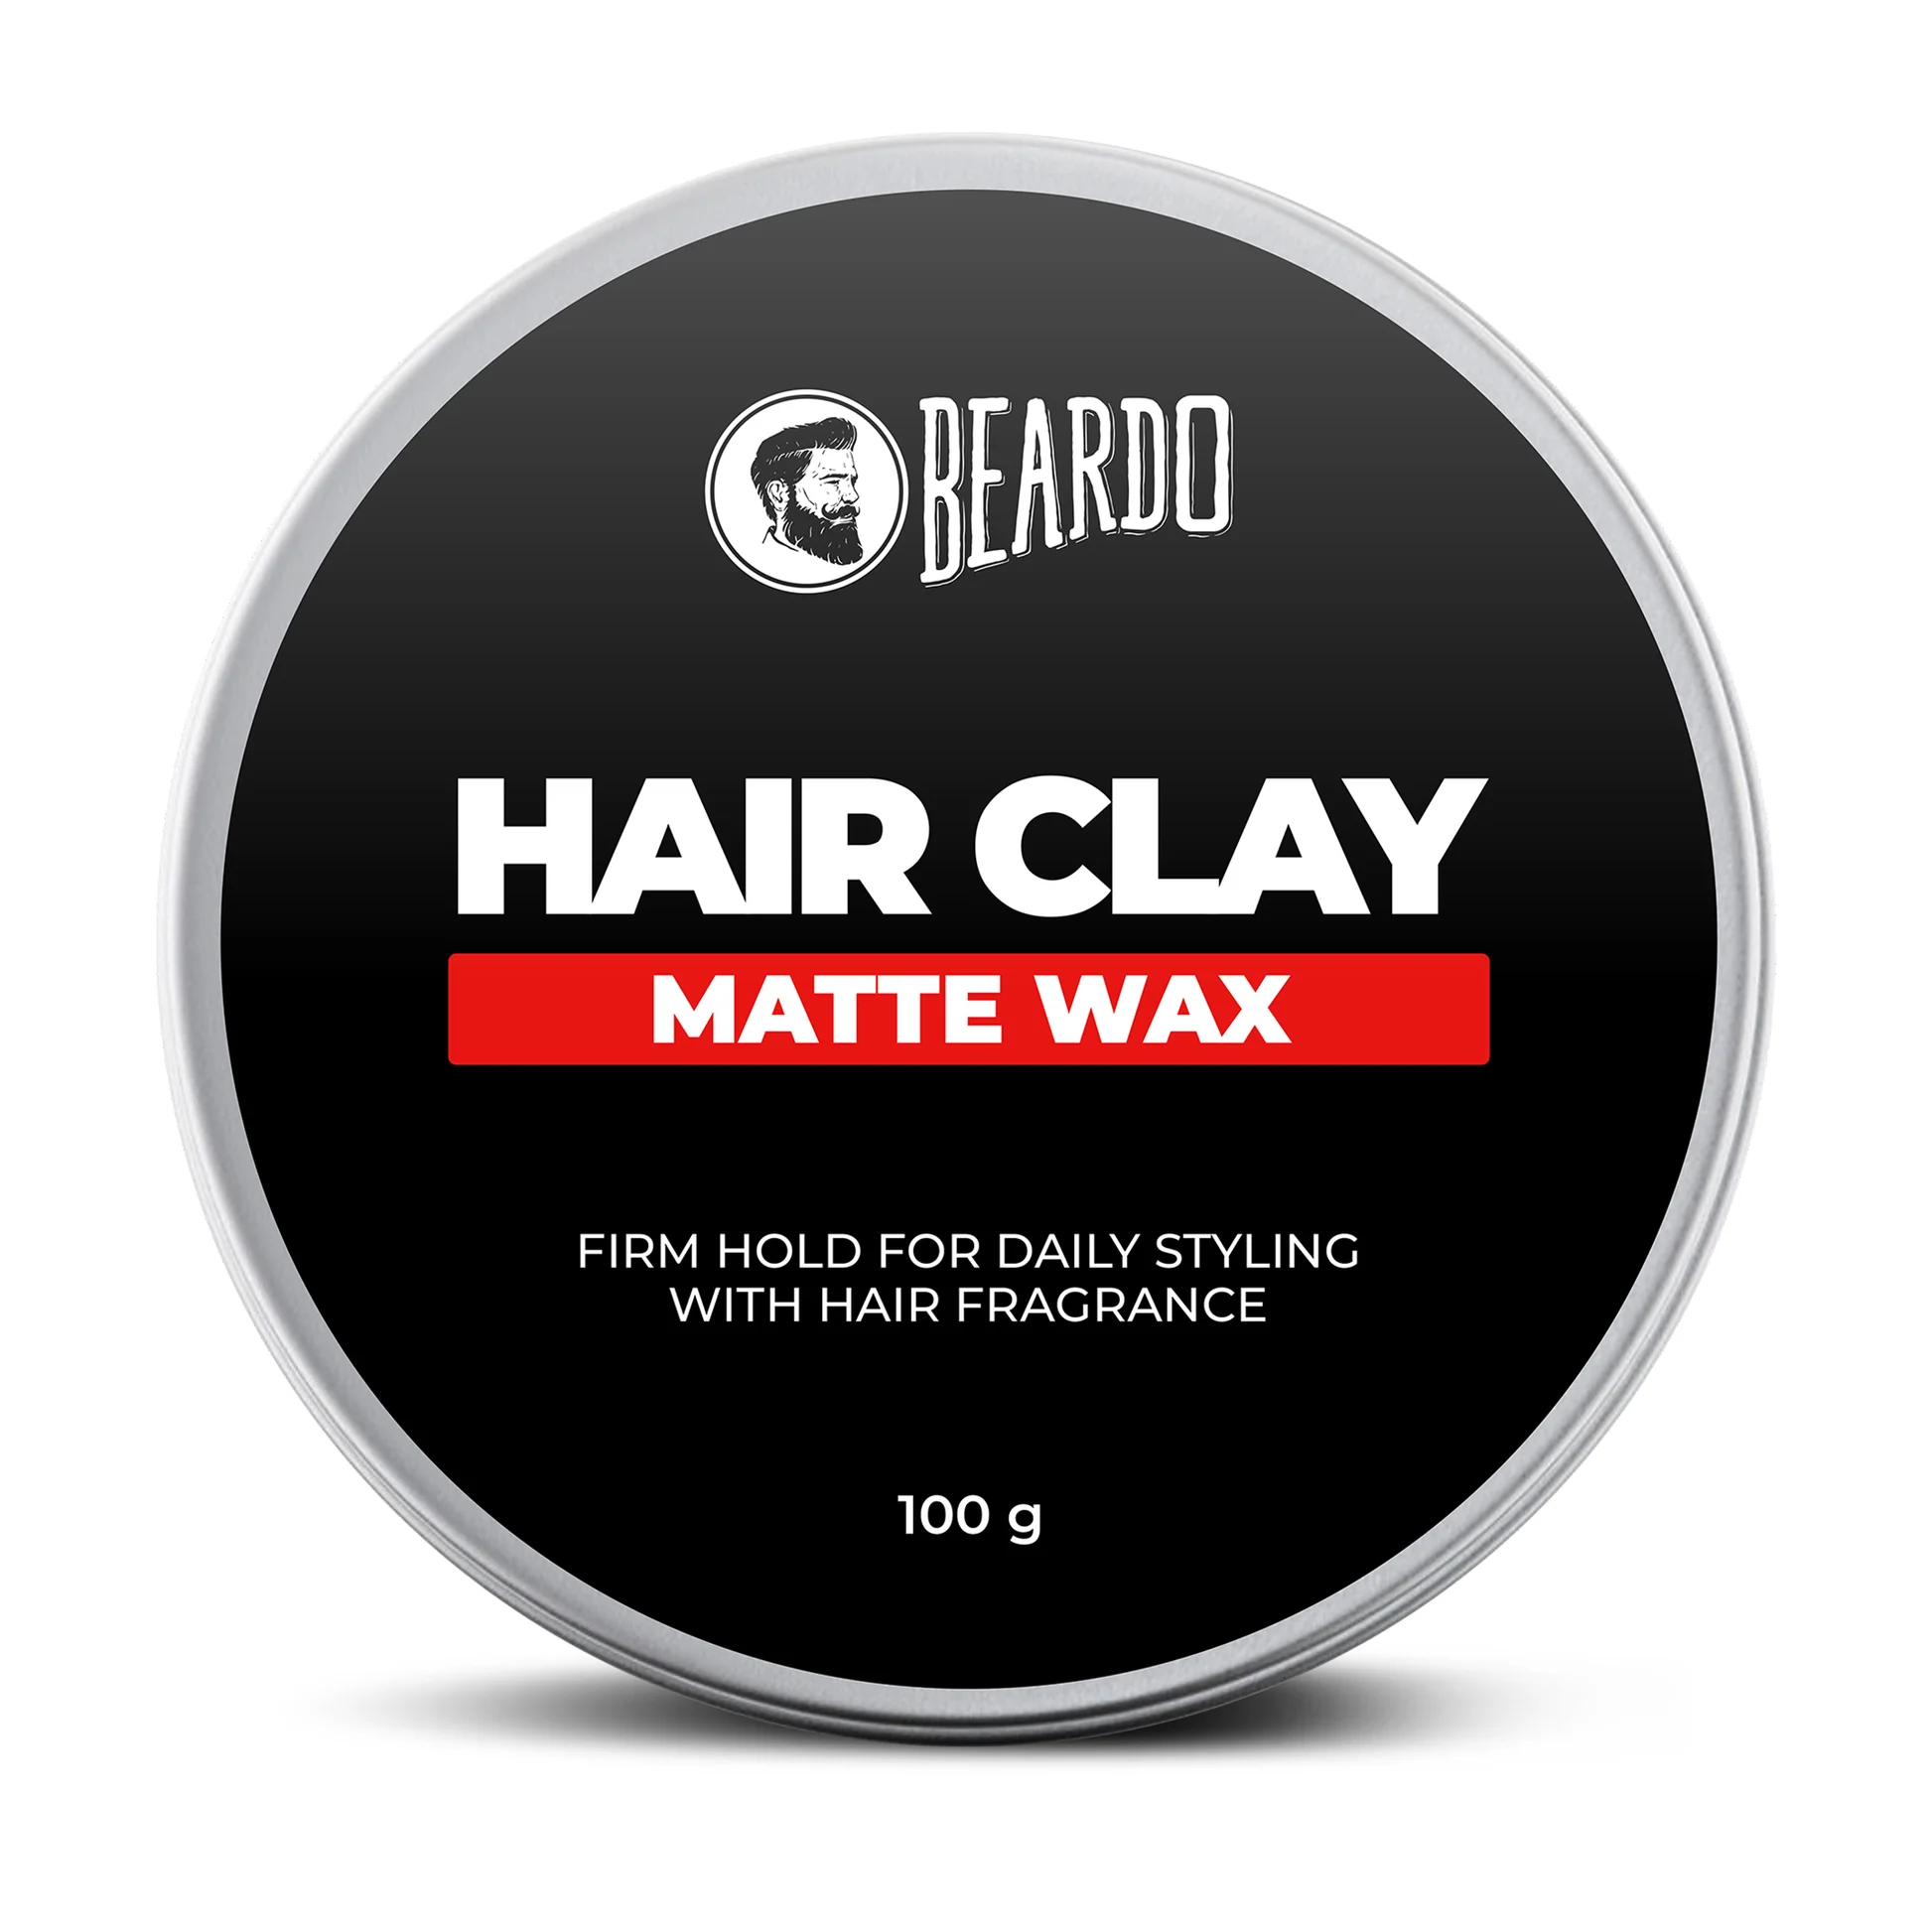 BEARDO
HAIR CLAY
MATTE WAX
FIRM HOLD FOR DAILY STYLING
WITH HAIR FRAGRANCE
100 g